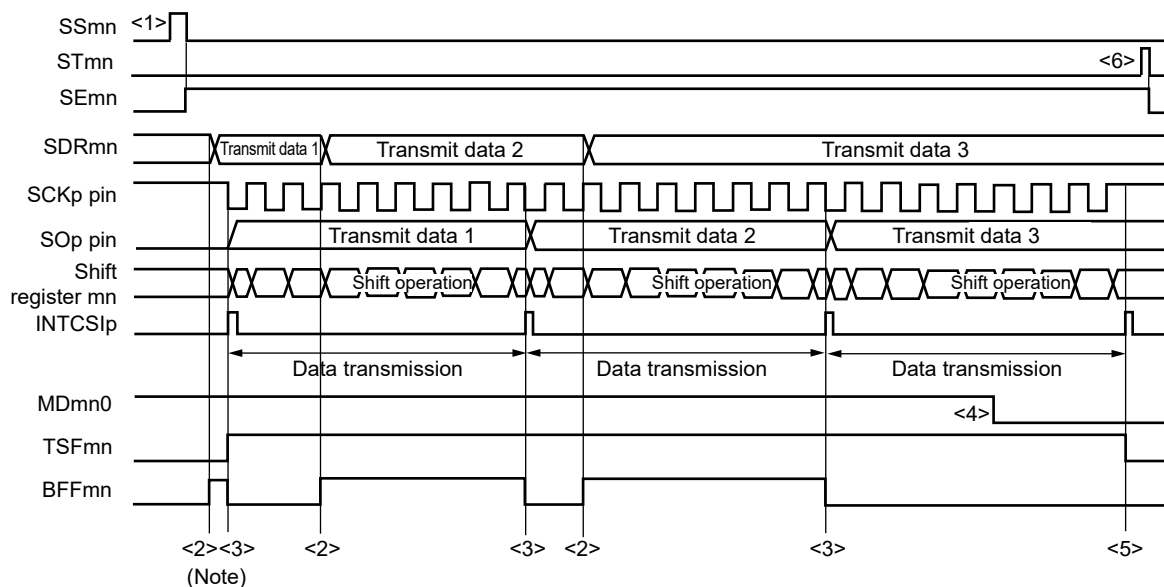 <1>
SSmn
STmn
<6>
SEmn
SDRmn
Transmit data 1
Transmit data 2
Transmit data 3
SCKp pin
SOp pin
Transmit data 1
Transmit data 2
Transmit data 3
Shift
register mn
Shift operation
Shift operation
Shift operation
INTCSIp
Data transmission
Data transmission
Data transmission
MDmn0
<4>
TSFmn
BFFmn
<2>
<3>
<2>
<3>
<2>
<3>
<5>
(Note)